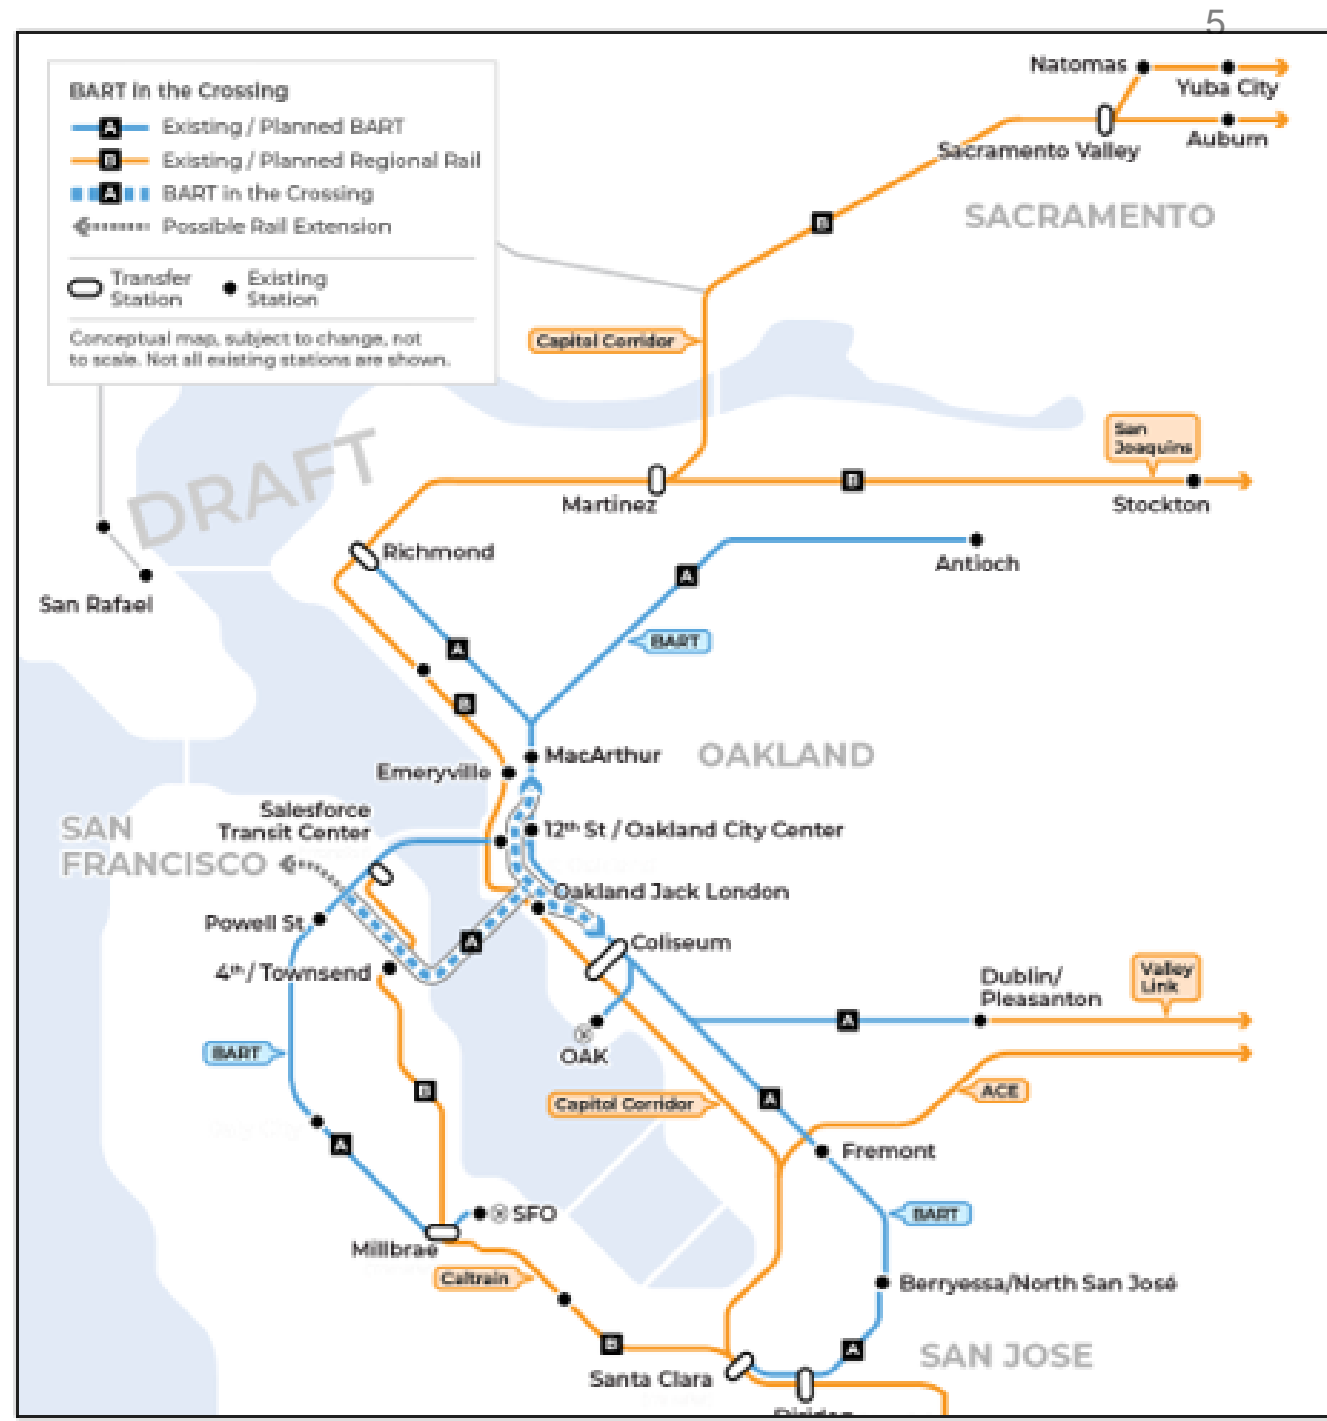 5
BART in the Crossing
A Existing / Planned BART
B Existing / Planned Regional Rail
A BART in the Crossing
Possible Rail Extension
Transfer
Station
Existing
Station
Conceptual map, subject to change, not
to scale. Not all existing stations are shown.
Natomas
Yuba City
Sacramento Valley
Auburn
SACRAMENTO
B
Capitol Corridor
DRAFT
San
Joaquins
Martinez
B
Stockton
Richmond
Antioch
A
San Rafael
A
BART
B
MacArthur
OAKLAND
Emeryville
SAN
FRANCISCO
Salesforce
Transit Center
12th St / Oakland City Center
Oakland Jack London
Powell St
A
Coliseum
4th / Townsend
Dublin/
Pleasanton
Valley
Link
A
OAK
BART
B
Capitol Corridor
A
ACE
A
Fremont
SFO
BART
Millbrae
Caltrain
Berryessa/North San José
B
A
SAN JOSE
Santa Clara